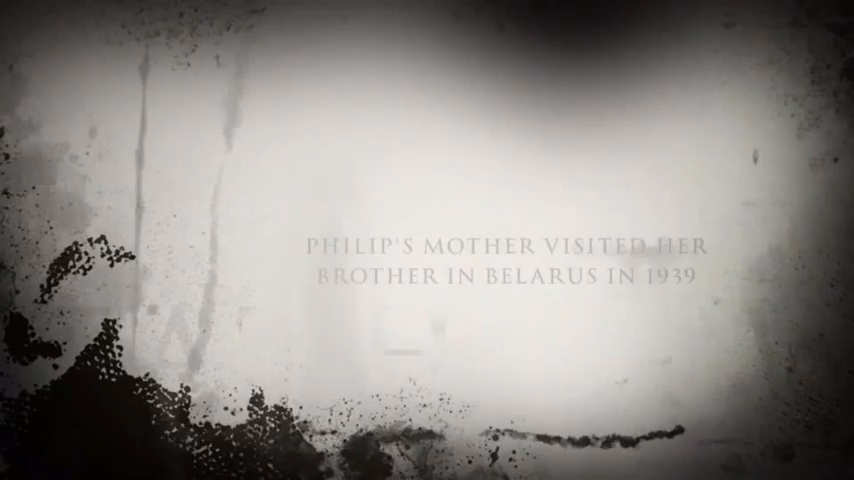 PHILIP'S MOTHER VISITED HER
BROTHER IN BELARUS IN 1939